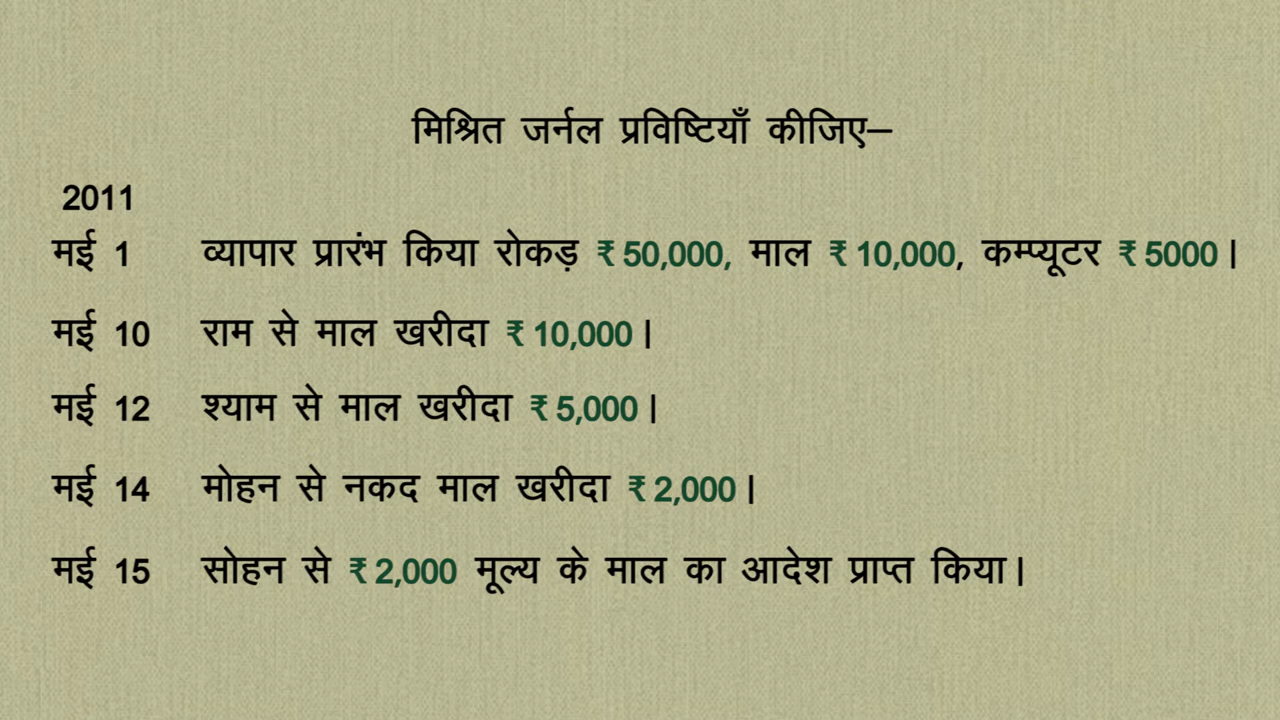 मिश्रित जर्नल प्रविष्टियाँ कीजिए–
2011
मई 1 व्यापार प्रारंभ किया रोकड़ ₹ 50,000, माल ₹ 10,000, कम्प्यूटर ₹ 5000 |
मई 10 राम से माल खरीदा ₹ 10,000 |
मई 12 श्याम से माल खरीदा ₹ 5,000 |
मई 14 मोहन से नकद माल खरीदा ₹ 2,000 |
मई 15 सोहन से ₹ 2,000 मूल्य के माल का आदेश प्राप्त किया |